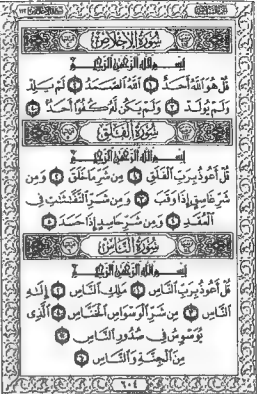 سُورَةُ الإِخْلَاصِ
بِسْمِ اللَّهِ الرَّحْمَٰنِ الرَّحِيمِ
قُلْ هُوَ اللَّهُ أَحَدٌ ١ اللَّهُ الصَّمَدُ ٢ لَمْ يَلِدْ
وَلَمْ يُولَدْ ٣ وَلَمْ يَكُن لَّهُ كُفُوًا أَحَدٌ ٤
سُورَةُ الفَلَقِ
بِسْمِ اللَّهِ الرَّحْمَٰنِ الرَّحِيمِ
قُلْ أَعُوذُ بِرَبِّ الْفَلَقِ ١ مِن شَرِّ مَا خَلَقَ ٢ وَمِن
شَرِّ غَاسِقٍ إِذَا وَقَبَ ٣ وَمِن شَرِّ النَّفَّٰثَٰتِ فِى
الْعُقَدِ ٤ وَمِن شَرِّ حَاسِدٍ إِذَا حَسَدَ ٥
سُورَةُ النَّاسِ
بِسْمِ اللَّهِ الرَّحْمَٰنِ الرَّحِيمِ
قُلْ أَعُوذُ بِرَبِّ النَّاسِ ١ مَلِكِ النَّاسِ ٢ إِلَٰهِ
النَّاسِ ٣ مِن شَرِّ الْوَسْوَاسِ الْخَنَّاسِ ٤ الَّذِى
يُوَسْوِسُ فِى صُدُورِ النَّاسِ ٥
مِنَ الْجِنَّةِ وَالنَّاسِ ٦
٦٠٤